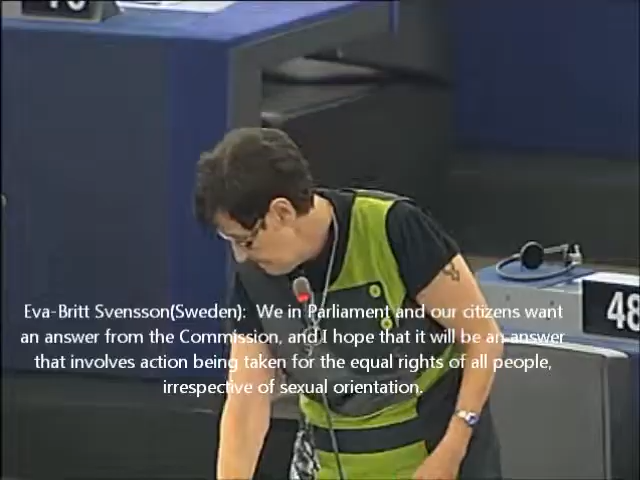 Eva-Britt Svensson(Sweden):  We in Parliament and our citizens want
an answer from the Commission, and I hope that it will be an answer
that involves action being taken for the equal rights of all people,
irrespective of sexual orientation.
48